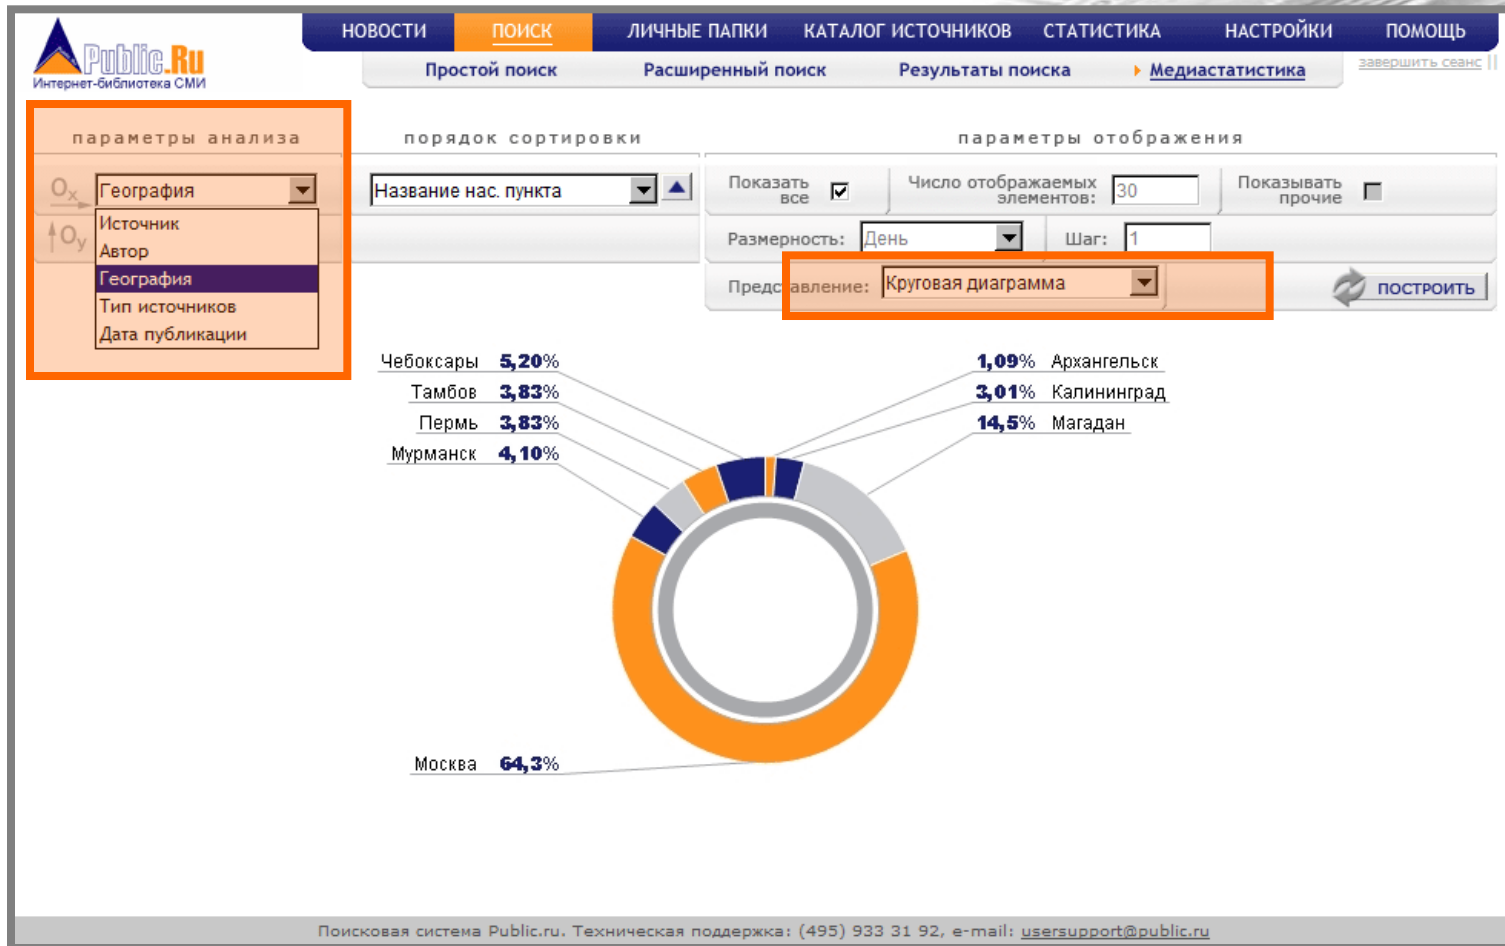 Public.Ru
Интернет-библиотека СМИ
НОВОСТИ ПОИСК ЛИЧНЫЕ ПАПКИ КАТАЛОГ ИСТОЧНИКОВ СТАТИСТИКА НАСТРОЙКИ ПОМОЩЬ
Простой поиск Расширенный поиск Результаты поиска Медиастатистика
завершить сеанс ||
параметры анализа порядок сортировки параметры отображения
Ox География Название нас. пункта Показать все Число отображаемых элементов: 30 Показывать прочие
Oy Размерность: День Шаг: 1
Источник
Автор
География
Тип источников
Дата публикации
Представление: Круговая диаграмма ПОСТРОИТЬ
Чебоксары 5,20% 1,09% Архангельск
Тамбов 3,83% 3,01% Калининград
Пермь 3,83% 14,5% Магадан
Мурманск 4,10%
Москва 64,3%
Поисковая система Public.ru. Техническая поддержка: (495) 933 31 92, e-mail: usersupport@public.ru